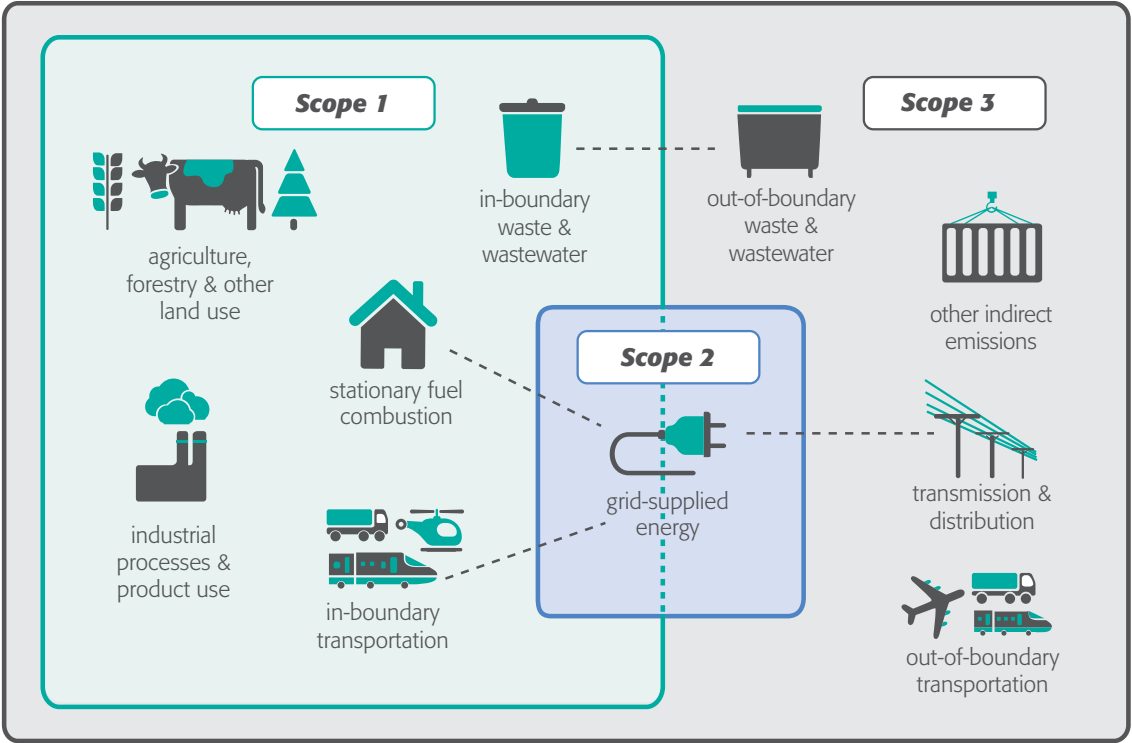 Scope 1
Scope 3
in-boundary
waste &
wastewater
out-of-boundary
waste &
wastewater
agriculture,
forestry & other
land use
other indirect
emissions
Scope 2
stationary fuel
combustion
grid-supplied
energy
transmission &
distribution
industrial
processes &
product use
in-boundary
transportation
out-of-boundary
transportation